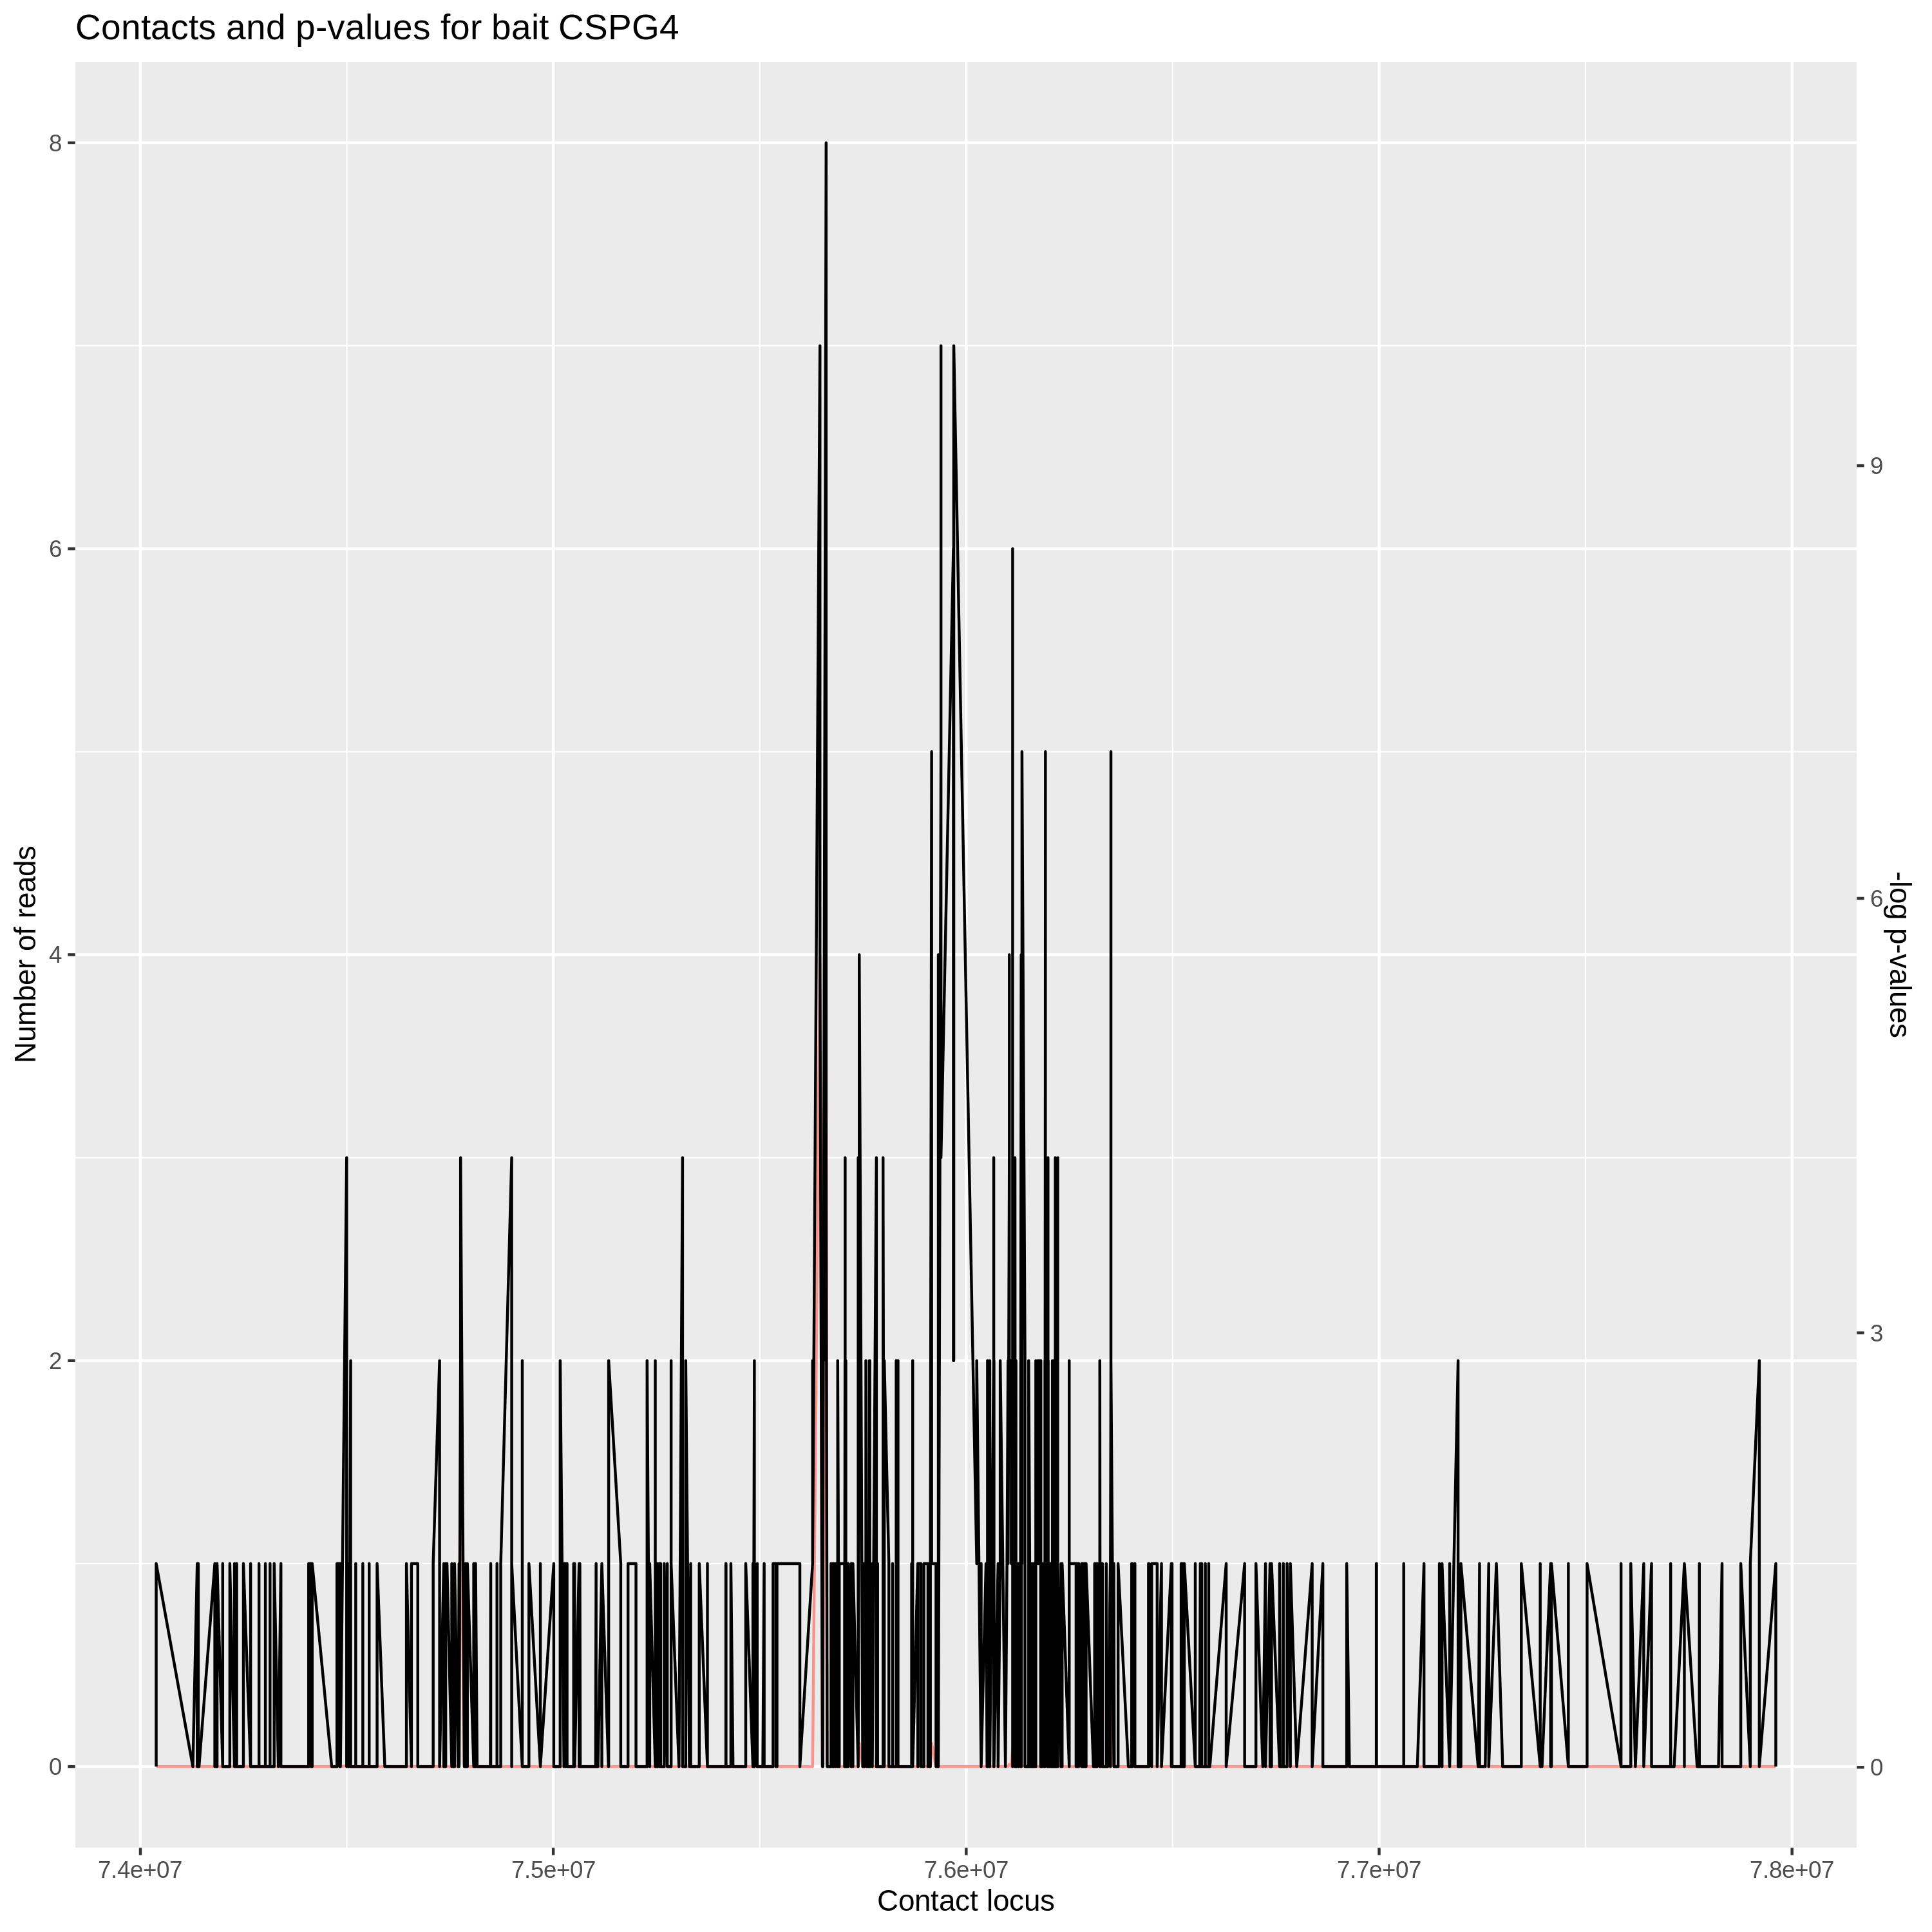 Contacts and p-values for bait CSPG4
8
6
4
2
0
Number of reads
9
6
3
0
-log p-values
7.4e+07
7.5e+07
7.6e+07
7.7e+07
7.8e+07
Contact locus